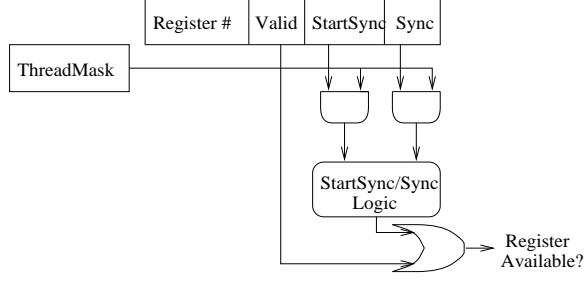 Register #
Valid
StartSync
Sync
ThreadMask
StartSync/Sync
Logic
Register
Available?